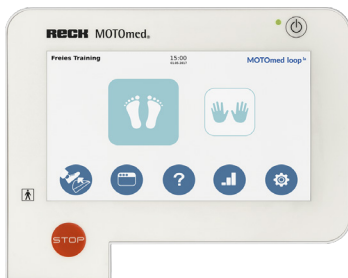 RECK MOTOmed®
Freies Training
15:00
MOTOmed loop
?
STOP